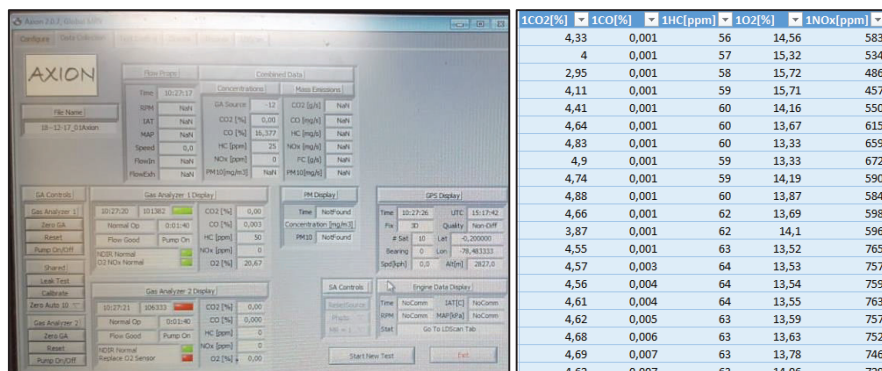 Axion 2.0.2, Global MRV
Configure Data Collection
AXION
File Name
18-12-17_01Axion
Flow Props
Time 10:27:17
RPM NaN
IAT NaN
MAP NaN
Speed 0,0
FlowIn NaN
FlowExh NaN
Combined Data
Concentrations Mass Emissions
GA Source -12 CO2 [g/s] NaN
CO2 [%] 0,00 CO [mg/s] NaN
CO [%] 16,377 HC [mg/s] NaN
HC [ppm] 25 NOx [mg/s] NaN
NOx [ppm] 0 FC [g/s] NaN
PM10[mg/m3] NaN PM10[mg/s] NaN
GA Controls
Gas Analyzer 1
Zero GA
Reset
Pump On/Off
Shared
Leak Test
Calibrate
Zero Auto 10
Gas Analyzer 2
Zero GA
Reset
Pump On/Off
Gas Analyzer 1 Display
10:27:20 101382 CO2 [%] 0,00
Normal Op 0:01:40 CO [%] 0,003
Flow Good Pump On HC [ppm] 50
NDIR Normal NOx [ppm] 0
O2 NOx Normal O2 [%] 20,67
Gas Analyzer 2 Display
10:27:21 106333 CO2 [%] 0,00
Normal Op 0:01:40 CO [%] 0,000
Flow Good Pump On HC [ppm] 0
NDIR Normal NOx [ppm] 0
Replace O2 Sensor O2 [%] 0,00
PM Display
Time NotFound
Concentration [mg/m3]
PM10 NotFound
GPS Display
Time 10:27:26 UTC 15:17:42
Fix 3D Quality Non-Diff
# Sat 10 Lat -0,200000
Bearing 0 Lon -78,483333
Spd[kph] 0,0 Alt[m] 2827,0
SA Controls
Engine Data Display
Time NoComm IAT[C] NoComm
RPM NoComm MAP[kPa] NoComm
Stat Go To LDScan Tab
Start New Test Exit
1CO2[%] 1CO[%] 1HC[ppm] 1O2[%] 1NOx[ppm]
4,33 0,001 56 14,56 583
4 0,001 57 15,32 534
2,95 0,001 58 15,72 486
4,11 0,001 59 15,71 457
4,41 0,001 60 14,16 550
4,64 0,001 60 13,67 615
4,83 0,001 60 13,33 659
4,9 0,001 59 13,33 672
4,74 0,001 59 14,19 590
4,88 0,001 60 13,87 584
4,66 0,001 62 13,69 598
3,87 0,001 62 14,1 596
4,55 0,001 63 13,52 765
4,57 0,003 64 13,53 757
4,56 0,004 64 13,54 759
4,61 0,004 64 13,55 763
4,62 0,005 63 13,59 757
4,68 0,006 63 13,63 752
4,69 0,007 63 13,78 746